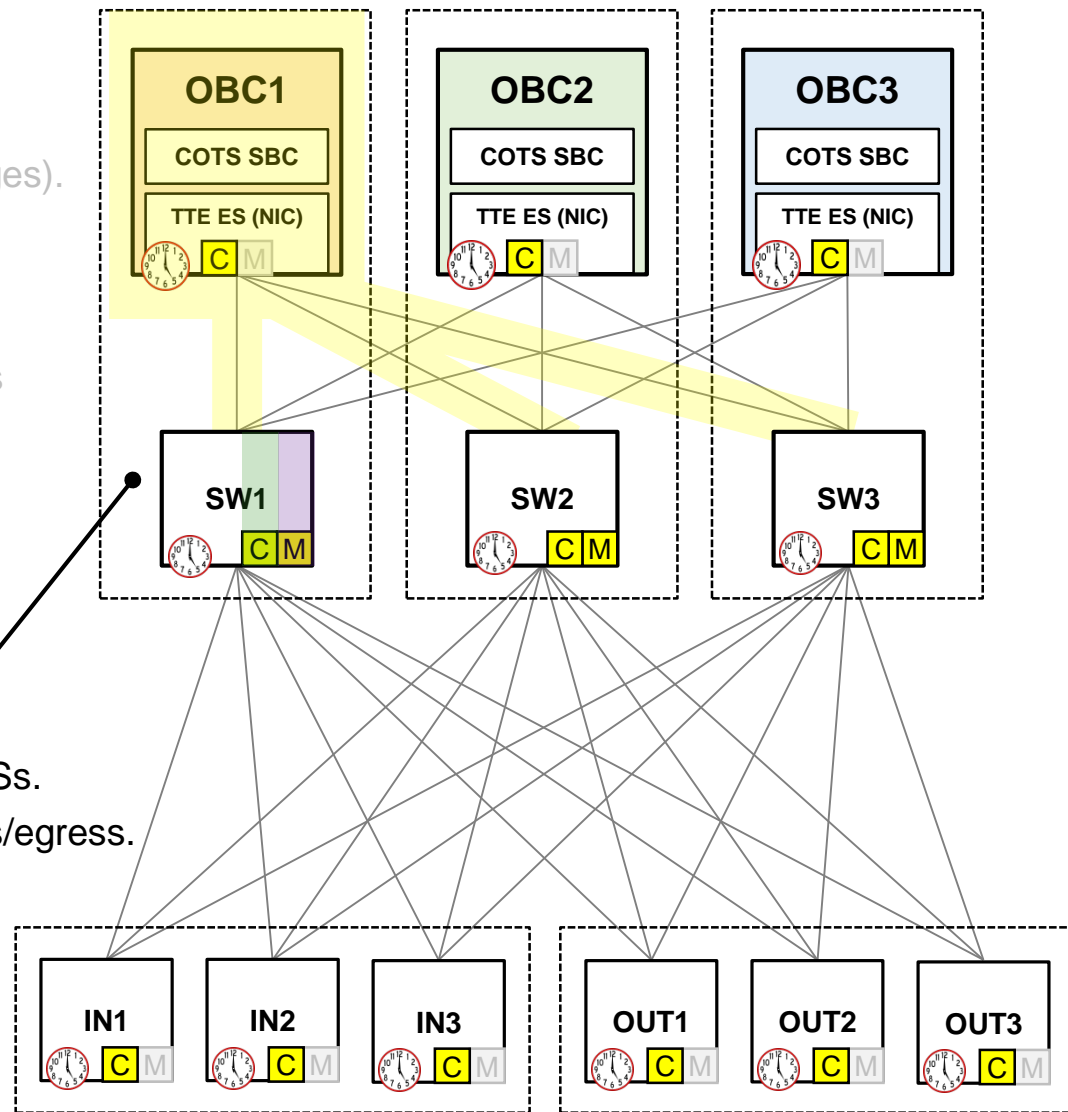 OBC1
OBC2
OBC3
COTS SBC
COTS SBC
COTS SBC
es).
TTE ES (NIC)
TTE ES (NIC)
TTE ES (NIC)
C M
C M
C M
s
SW1
SW2
SW3
C M
C M
C M
Ss.
s/egress.
IN1
IN2
IN3
OUT1
OUT2
OUT3
C M
C M
C M
C M
C M
C M